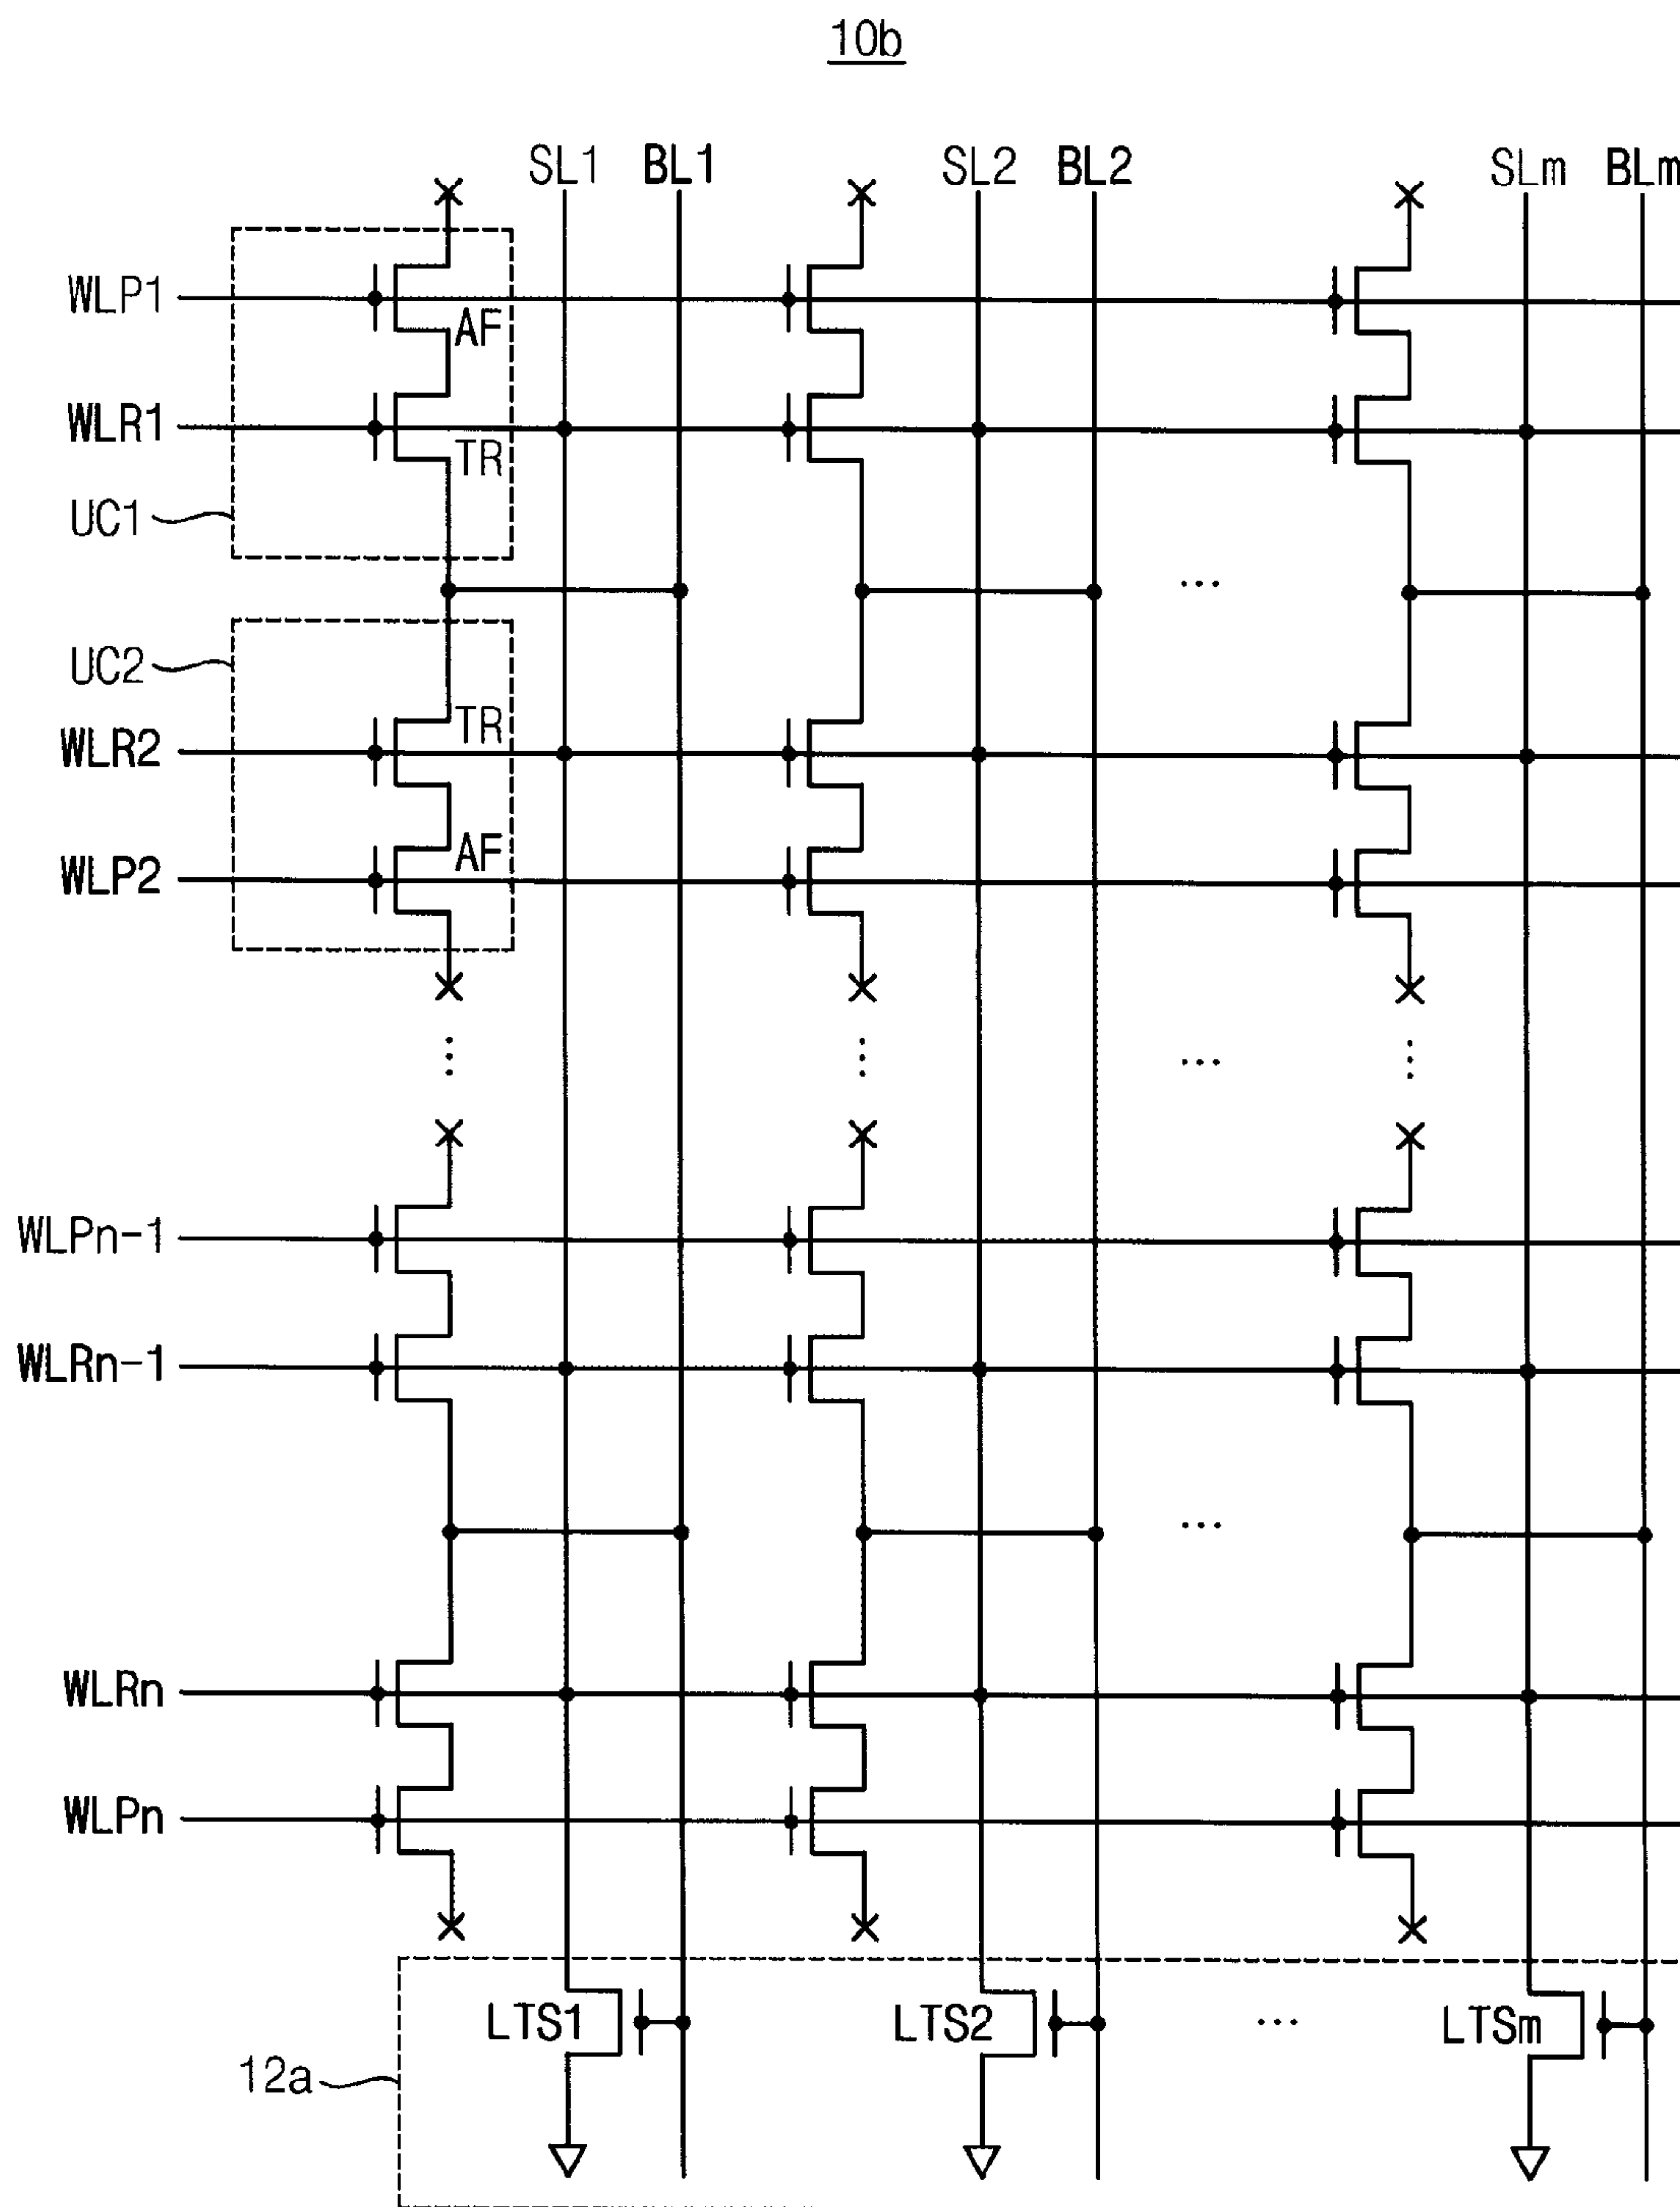 10b
SL1 BL1 SL2 BL2 SLm BLm
WLP1
AF
WLR1
TR
UC1
...
UC2
TR
WLR2
AF
WLP2
... ... ... ...
WLPn-1
WLRn-1
...
WLRn
WLPn
LTS1 LTS2 ... LTSm
12a